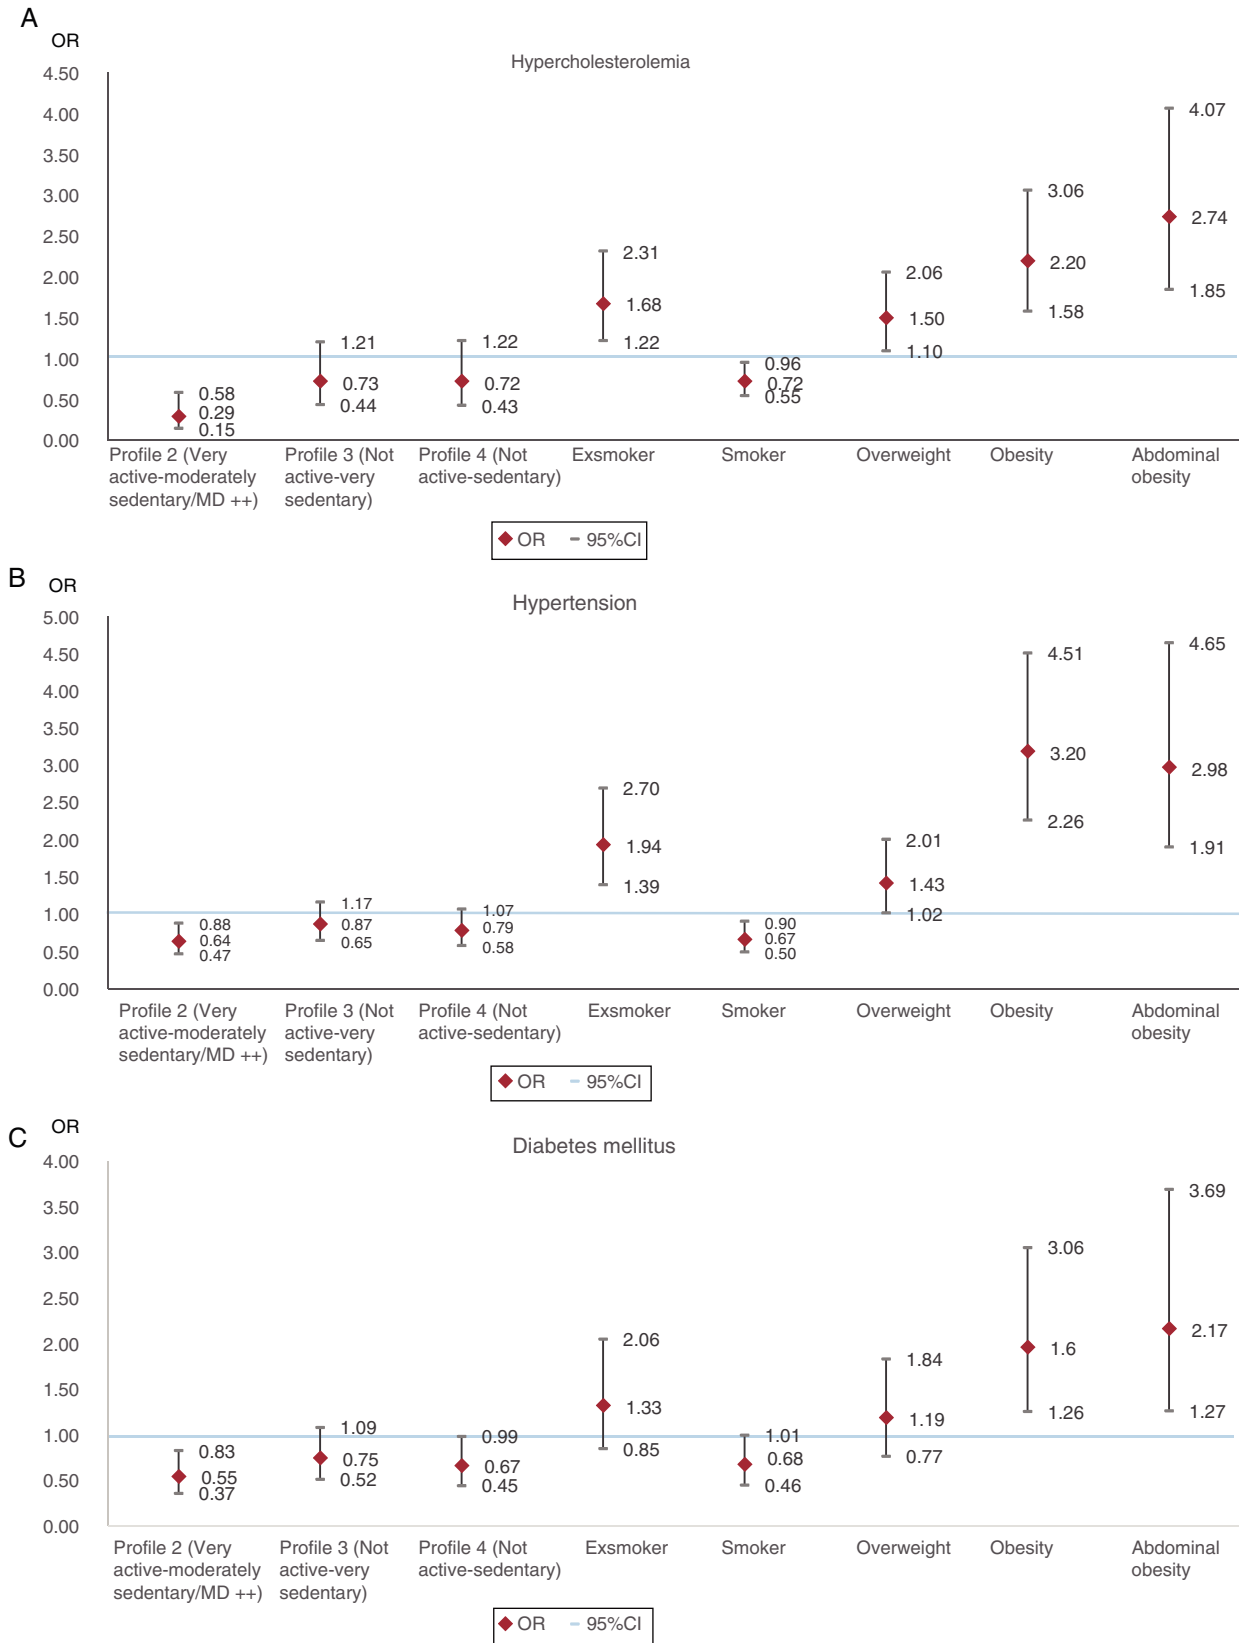 A
OR
Hypercholesterolemia
4.50
4.00
3.50
3.00
2.50
2.00
1.50
1.00
0.50
0.00
0.58
0.29
0.15
1.21
0.73
0.44
1.22
0.72
0.43
2.31
1.68
1.22
0.96
0.72
0.55
2.06
1.50
1.10
3.06
2.20
1.58
4.07
2.74
1.85
Profile 2 (Very
active-moderately
sedentary/MD ++)
Profile 3 (Not
active-very
sedentary)
Profile 4 (Not
active-sedentary)
Exsmoker
Smoker
Overweight
Obesity
Abdominal
obesity
OR 95%CI
B
OR
Hypertension
5.00
4.50
4.00
3.50
3.00
2.50
2.00
1.50
1.00
0.50
0.00
0.88
0.64
0.47
1.17
0.87
0.65
1.07
0.79
0.58
2.70
1.94
1.39
0.90
0.67
0.50
2.01
1.43
1.02
4.51
3.20
2.26
4.65
2.98
1.91
Profile 2 (Very
active-moderately
sedentary/MD ++)
Profile 3 (Not
active-very
sedentary)
Profile 4 (Not
active-sedentary)
Exsmoker
Smoker
Overweight
Obesity
Abdominal
obesity
OR 95%CI
C
OR
Diabetes mellitus
4.00
3.50
3.00
2.50
2.00
1.50
1.00
0.50
0.00
0.83
0.55
0.37
1.09
0.75
0.52
0.99
0.67
0.45
2.06
1.33
0.85
1.01
0.68
0.46
1.84
1.19
0.77
3.06
1.6
1.26
3.69
2.17
1.27
Profile 2 (Very
active-moderately
sedentary/MD ++)
Profile 3 (Not
active-very
sedentary)
Profile 4 (Not
active-sedentary)
Exsmoker
Smoker
Overweight
Obesity
Abdominal
obesity
OR 95%CI